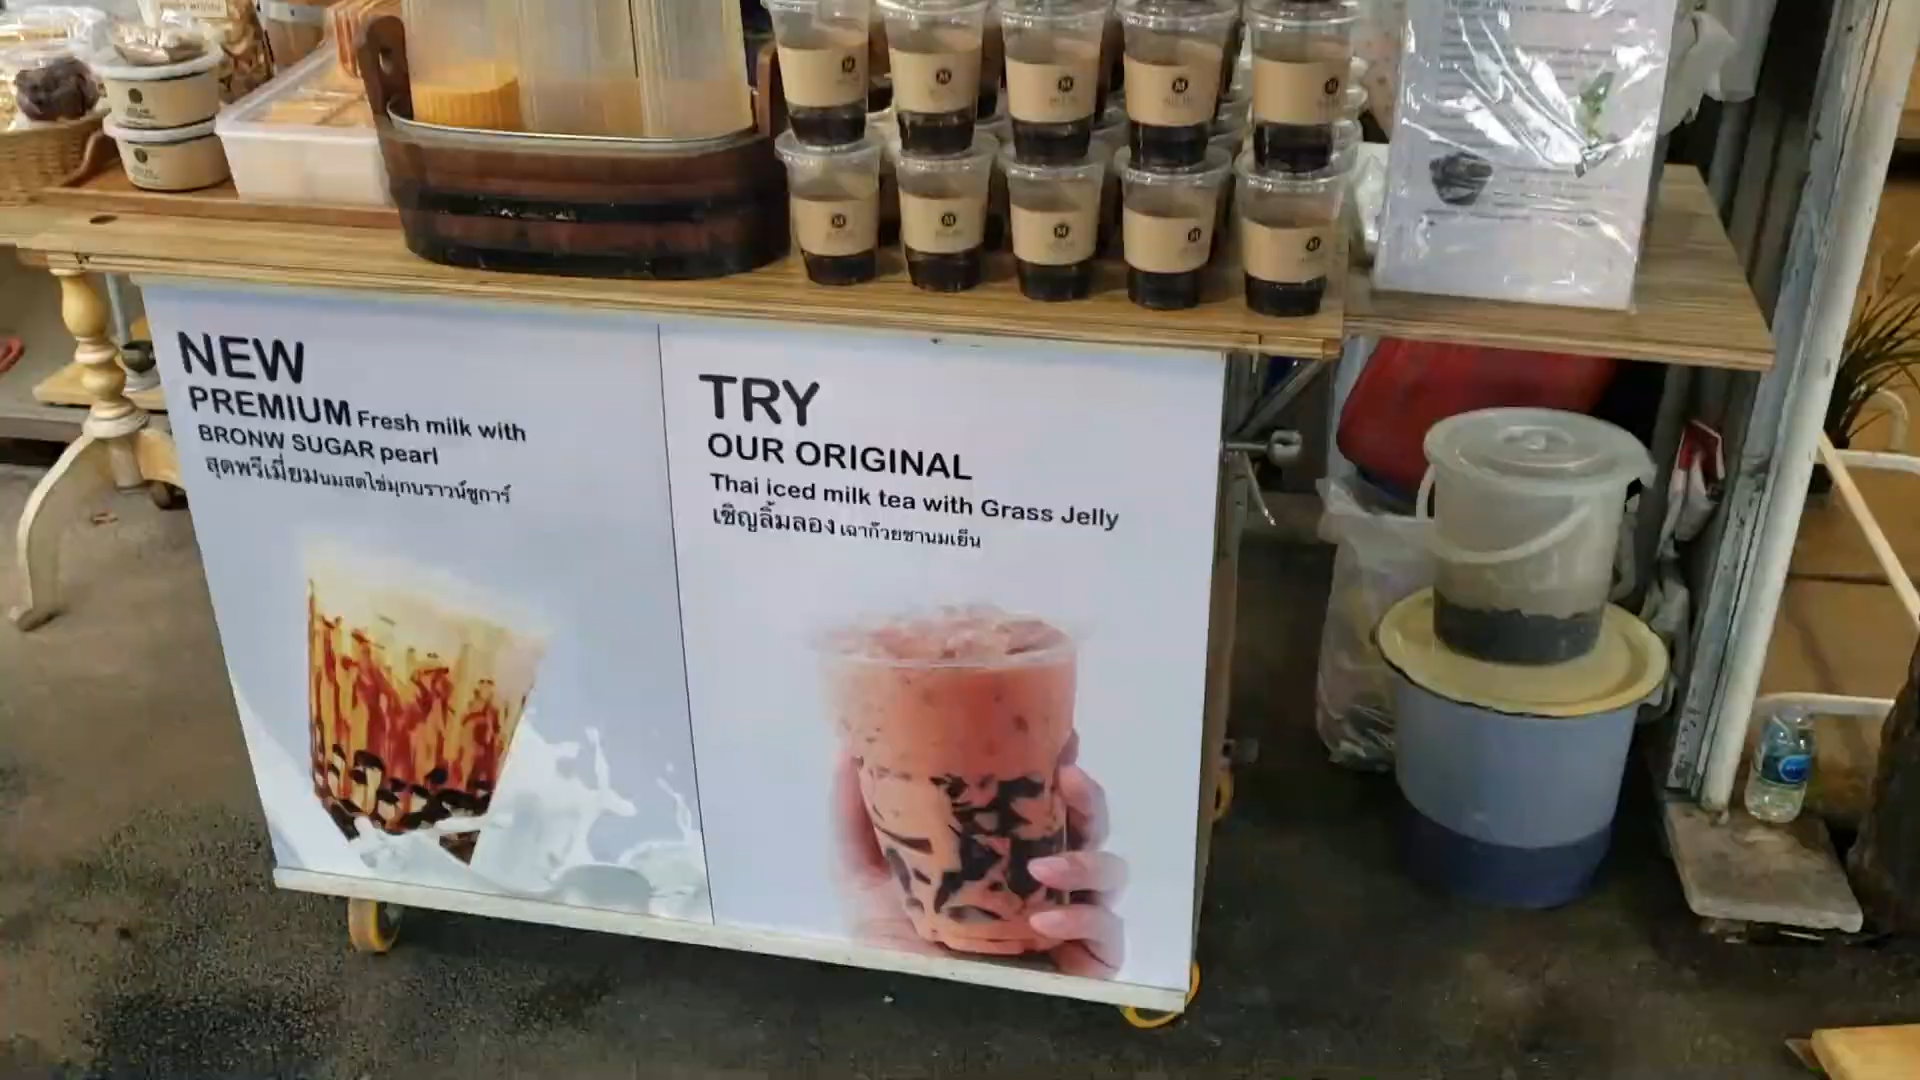 NEW
PREMIUM Fresh milk with
BRONW SUGAR pearl
สุดพรีเมี่ยมนมสดไข่มุกบราวน์ชูการ์
TRY
OUR ORIGINAL
Thai iced milk tea with Grass Jelly
เชิญลิ้มลอง เฉาก๊วยชานมเย็น
M
M
M
M
M
M
M
M
M
M